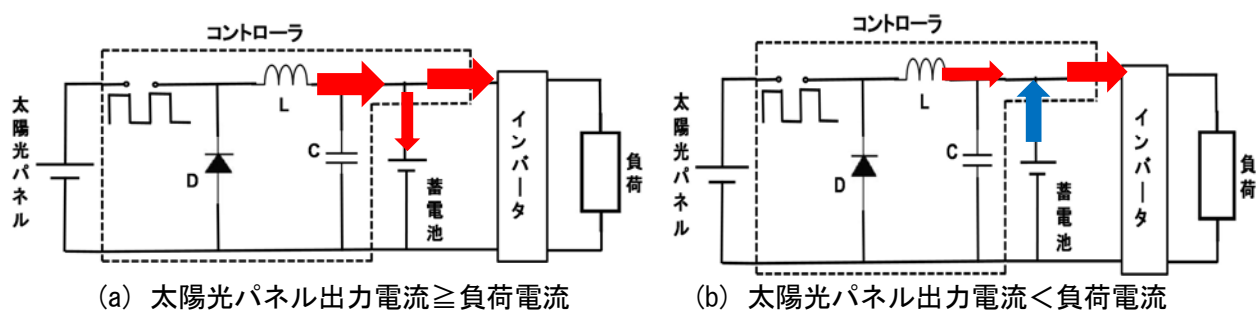 コントローラ
太陽光パネル
L
C
D
蓄電池
インバータ
負荷
(a) 太陽光パネル出力電流≧負荷電流
コントローラ
太陽光パネル
L
C
D
蓄電池
インバータ
負荷
(b) 太陽光パネル出力電流＜負荷電流